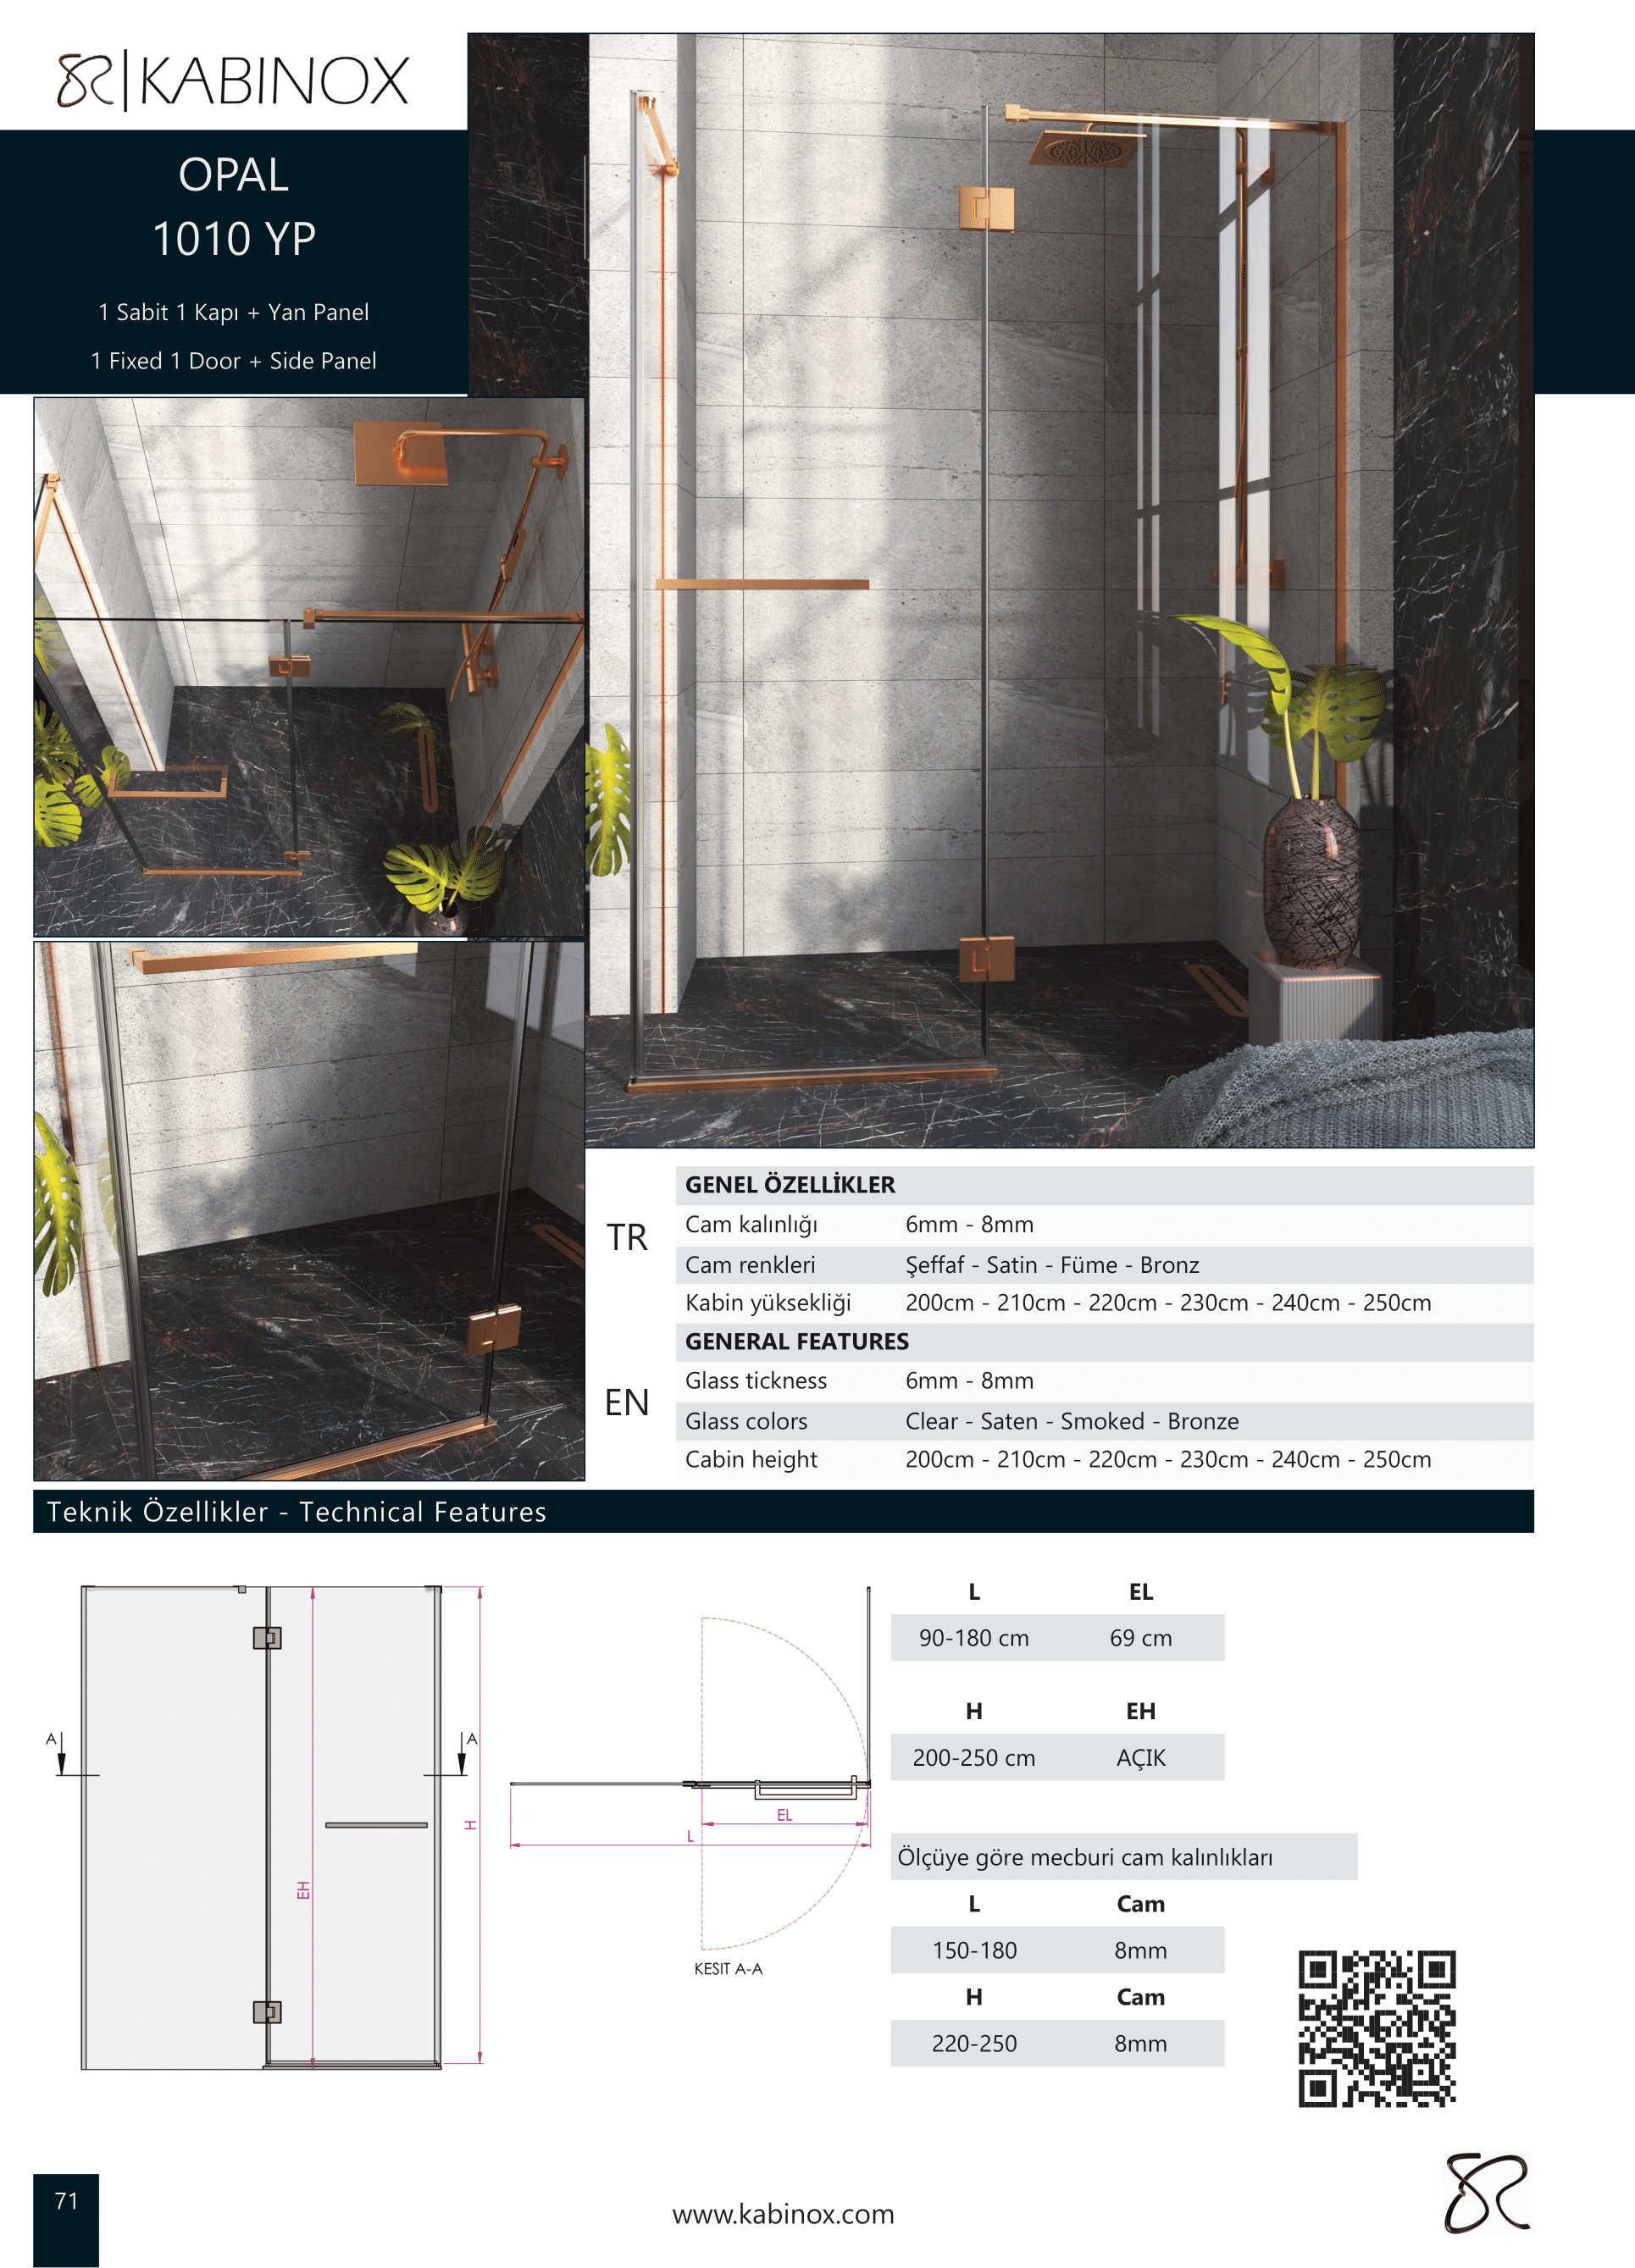 KABINOX
OPAL
1010 YP
1 Sabit 1 Kapı + Yan Panel
1 Fixed 1 Door + Side Panel
TR
GENEL ÖZELLİKLER
Cam kalınlığı 6mm - 8mm
Cam renkleri Şeffaf - Satin - Füme - Bronz
Kabin yüksekliği 200cm - 210cm - 220cm - 230cm - 240cm - 250cm
EN
GENERAL FEATURES
Glass tickness 6mm - 8mm
Glass colors Clear - Saten - Smoked - Bronze
Cabin height 200cm - 210cm - 220cm - 230cm - 240cm - 250cm
Teknik Özellikler - Technical Features
A A
H
EH
EL
L
KESIT A-A
L EL
90-180 cm 69 cm
H EH
200-250 cm AÇIK
Ölçüye göre mecburi cam kalınlıkları
L Cam
150-180 8mm
H Cam
220-250 8mm
71
www.kabinox.com